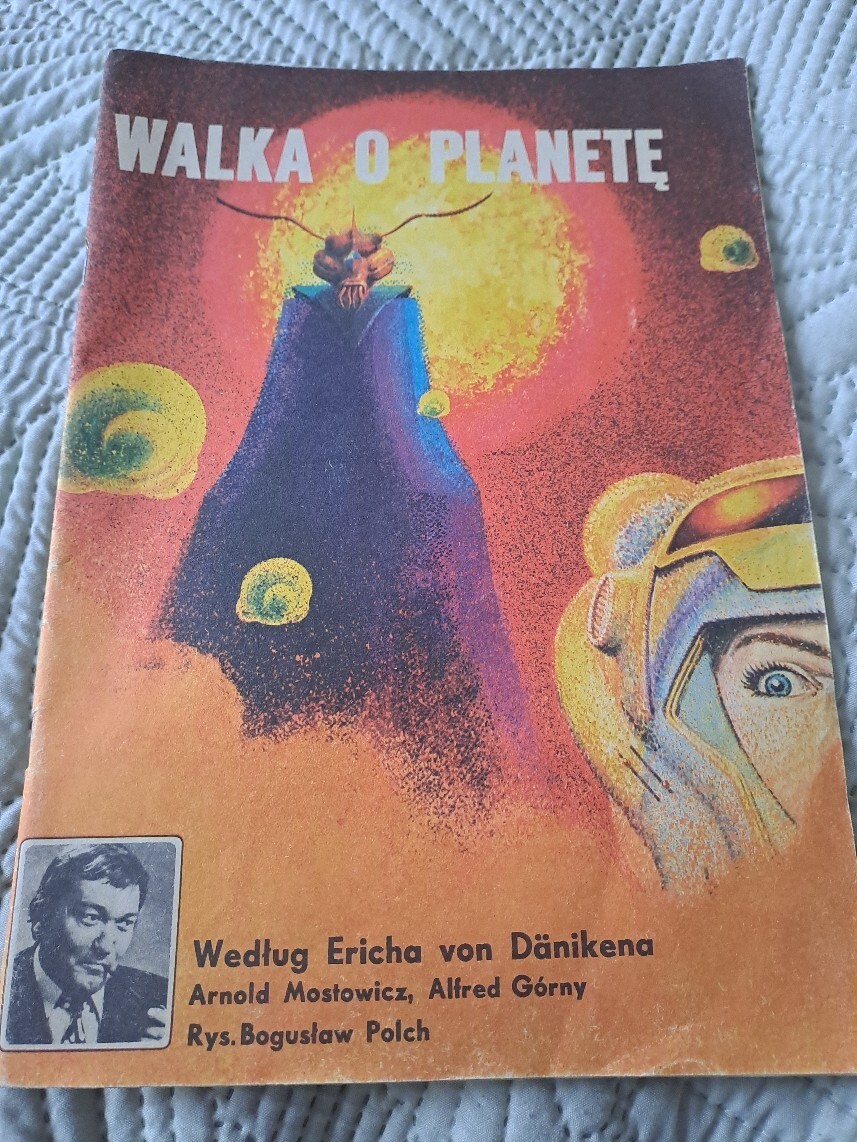 WALKA O PLANETĘ
Według Ericha von Dänikena
Arnold Mostowicz, Alfred Górny
Rys. Bogusław Polch